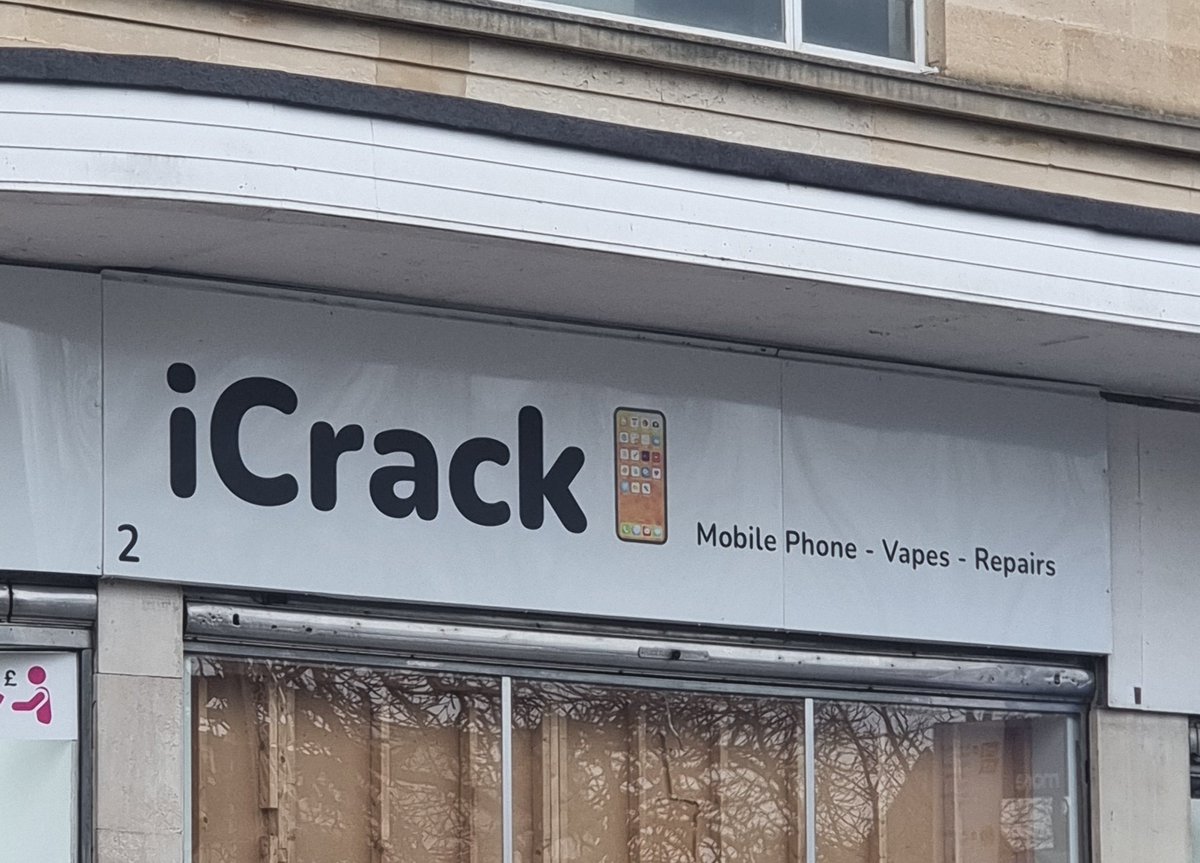 iCrack
2
Mobile Phone - Vapes - Repairs
£